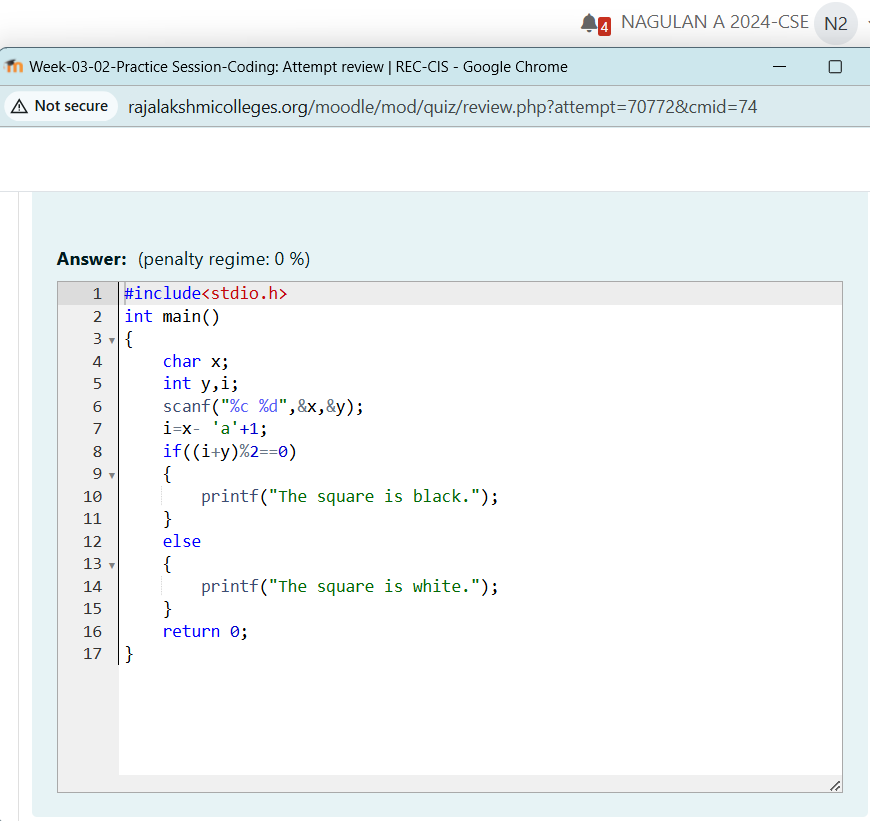 4 NAGULAN A 2024-CSE N2
Week-03-02-Practice Session-Coding: Attempt review | REC-CIS - Google Chrome
Not secure rajalakshmicolleges.org/moodle/mod/quiz/review.php?attempt=70772&cmid=74
Answer: (penalty regime: 0 %)
1 #include<stdio.h>
2 int main()
3 {
4 char x;
5 int y,i;
6 scanf("%c %d",&x,&y);
7 i=x- 'a'+1;
8 if((i+y)%2==0)
9 {
10 printf("The square is black.");
11 }
12 else
13 {
14 printf("The square is white.");
15 }
16 return 0;
17 }